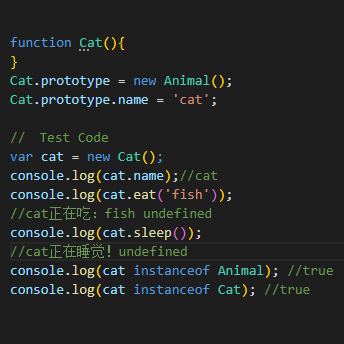 function Cat(){
}
Cat.prototype = new Animal();
Cat.prototype.name = 'cat';
//  Test Code
var cat = new Cat();
console.log(cat.name);//cat
console.log(cat.eat('fish'));
//cat正在吃：fish undefined
console.log(cat.sleep());
//cat正在睡觉！undefined
console.log(cat instanceof Animal); //true
console.log(cat instanceof Cat); //true